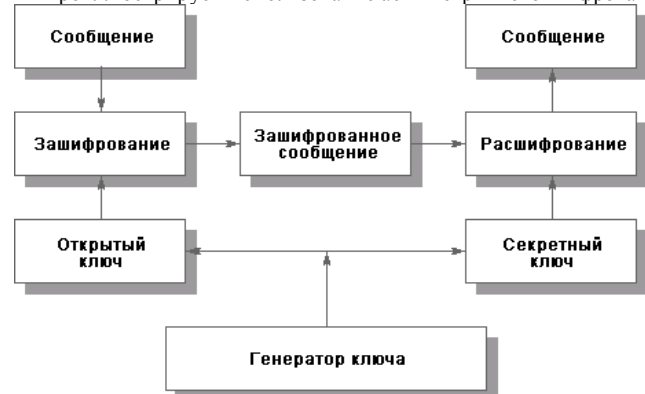 Сообщение
Сообщение
Зашифрование
Зашифрованное
сообщение
Расшифрование
Открытый
ключ
Секретный
ключ
Генератор ключа